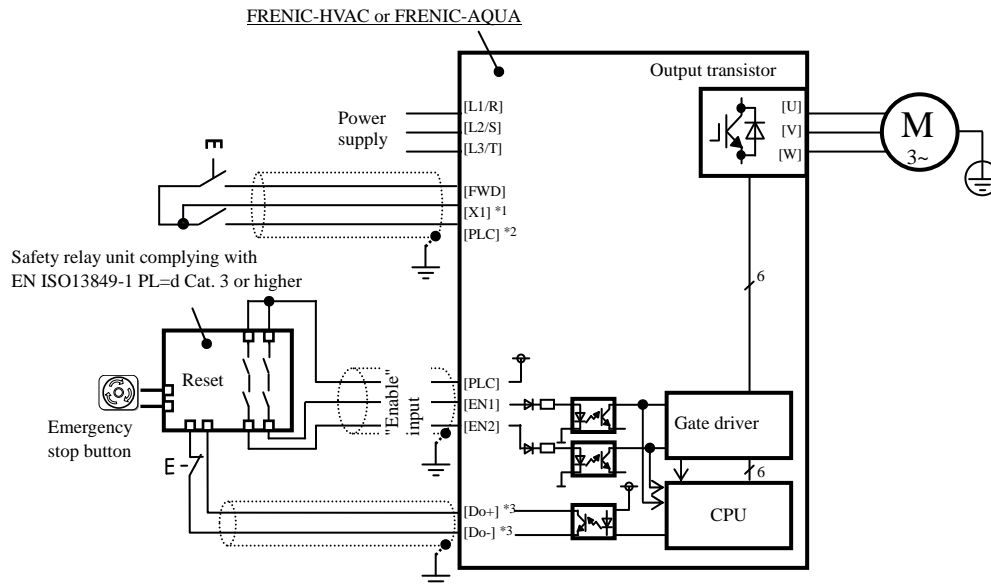 FRENIC-HVAC or FRENIC-AQUA
Output transistor
[L1/R]
[L2/S]
[L3/T]
Power
supply
[U]
[V]
[W]
M
3~
[FWD]
[X1] *1
[PLC] *2
Safety relay unit complying with
EN ISO13849-1 PL=d Cat. 3 or higher
6
Reset
Emergency
stop button
"Enable"
input
[PLC]
[EN1]
[EN2]
Gate driver
6
CPU
[Do+] *3
[Do-] *3